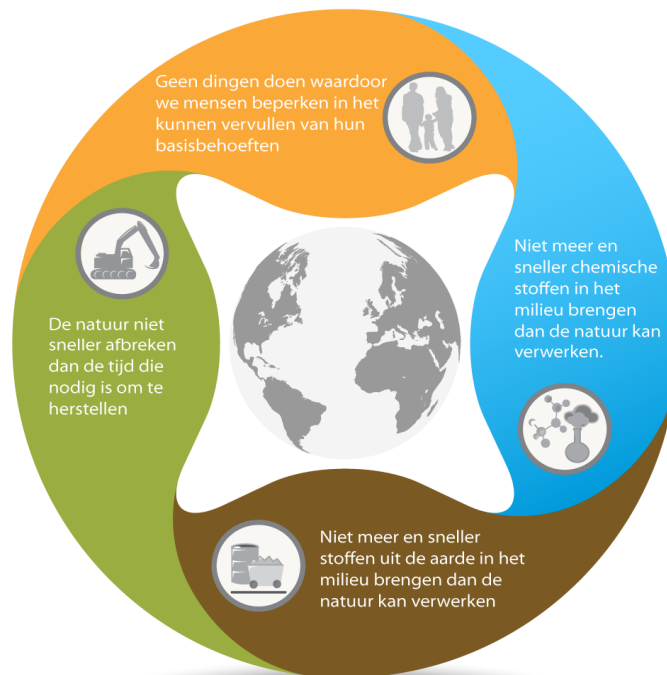 Geen dingen doen waardoor
we mensen beperken in het
kunnen vervullen van hun
basisbehoeften
Niet meer en
sneller chemische
stoffen in het
milieu brengen
dan de natuur kan
verwerken.
De natuur niet
sneller afbreken
dan de tijd die
nodig is om te
herstellen
Niet meer en sneller
stoffen uit de aarde in het
milieu brengen dan de
natuur kan verwerken